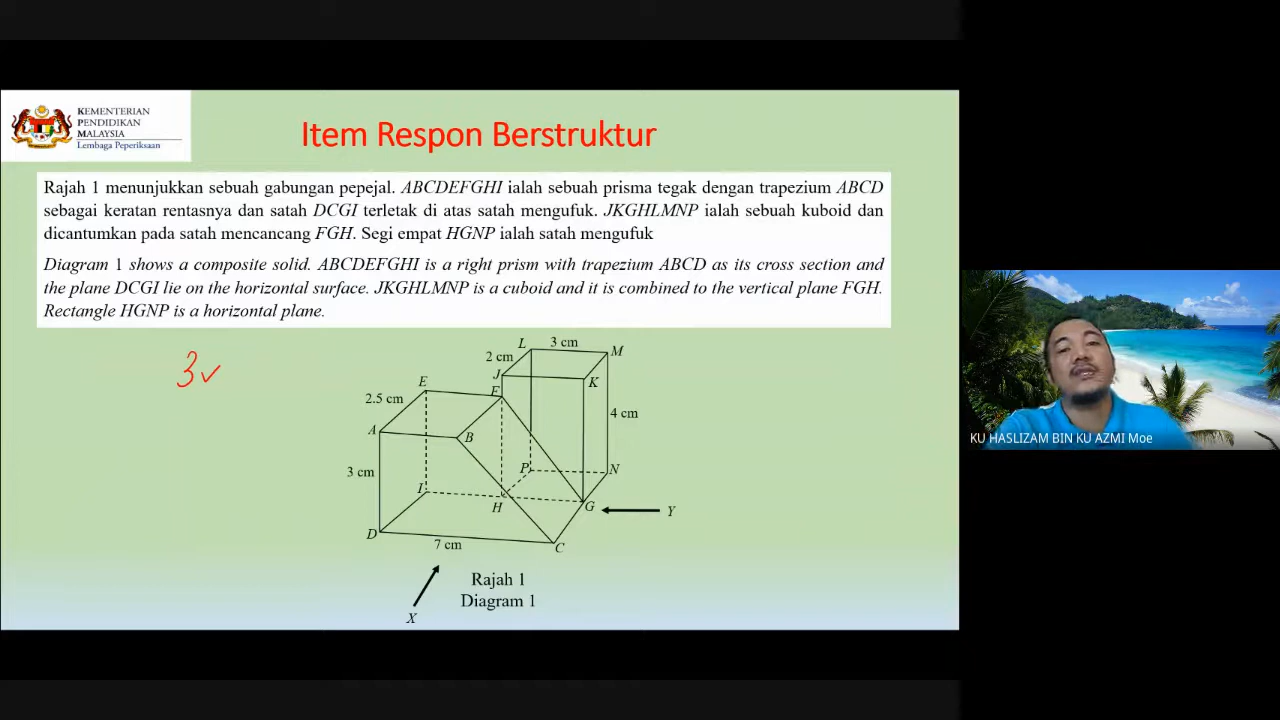 KEMENTERIAN
PENDIDIKAN
MALAYSIA
Lembaga Peperiksaan
Item Respon Berstruktur
Rajah 1 menunjukkan sebuah gabungan pepejal. ABCDEFGHI ialah sebuah prisma tegak dengan trapezium ABCD
sebagai keratan rentasnya dan satah DCGI terletak di atas satah mengufuk. JKGHLMNP ialah sebuah kuboid dan
dicantumkan pada satah mencancang FGH. Segi empat HGNP ialah satah mengufuk
Diagram 1 shows a composite solid. ABCDEFGHI is a right prism with trapezium ABCD as its cross section and
the plane DCGI lie on the horizontal surface. JKGHLMNP is a cuboid and it is combined to the vertical plane FGH.
Rectangle HGNP is a horizontal plane.
3✓
L 3 cm M
2 cm
J K
E F
2.5 cm
4 cm
A B
3 cm P N
I
H G Y
D 7 cm C
Rajah 1
Diagram 1
X
KU HASLIZAM BIN KU AZMI Moe